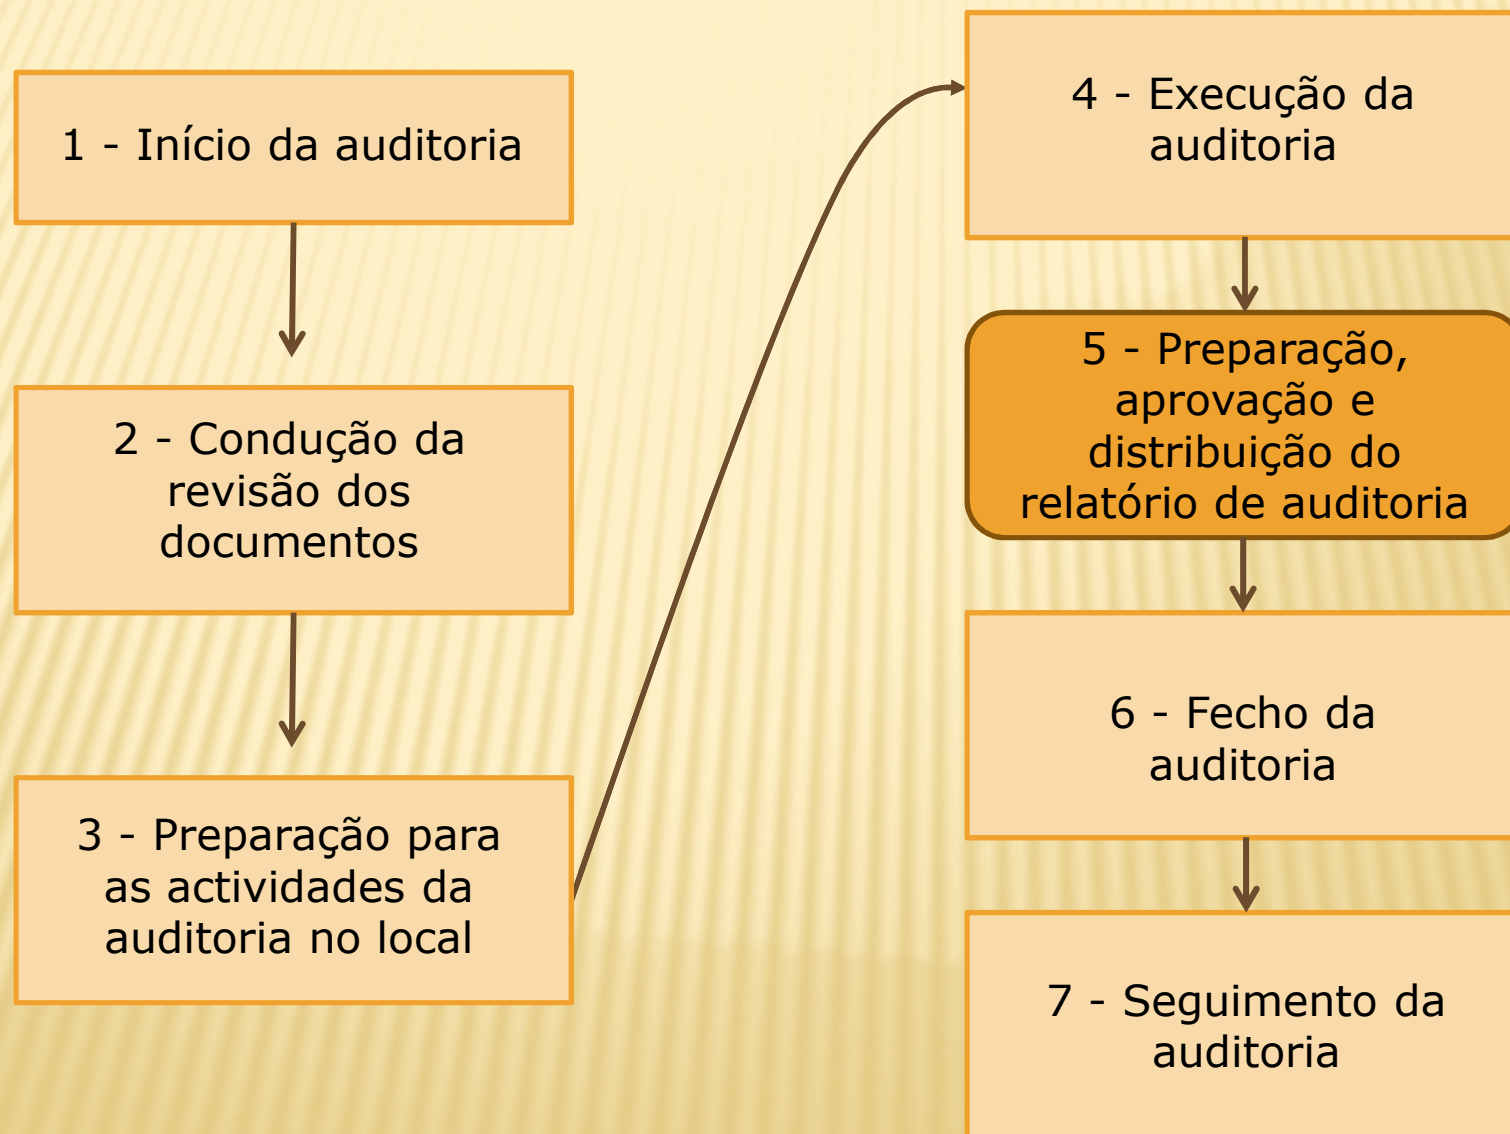 1 - Início da auditoria
2 - Condução da
revisão dos
documentos
3 - Preparação para
as actividades da
auditoria no local
4 - Execução da
auditoria
5 - Preparação,
aprovação e
distribuição do
relatório de auditoria
6 - Fecho da
auditoria
7 - Seguimento da
auditoria